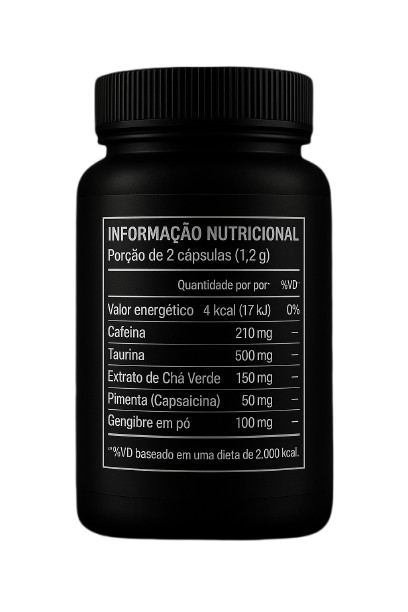 INFORMAÇÃO NUTRICIONAL
Porção de 2 cápsulas (1,2 g)
Quantidade por por· %VD··
Valor energético 4 kcal (17 kJ) 0%
Cafeina 210 mg –
Taurina 500 mg –
Extrato de Chá Verde 150 mg –
Pimenta (Capsaicina) 50 mg –
Gengibre em pó 100 mg –
··%VD baseado em uma dieta de 2.000 kcal.